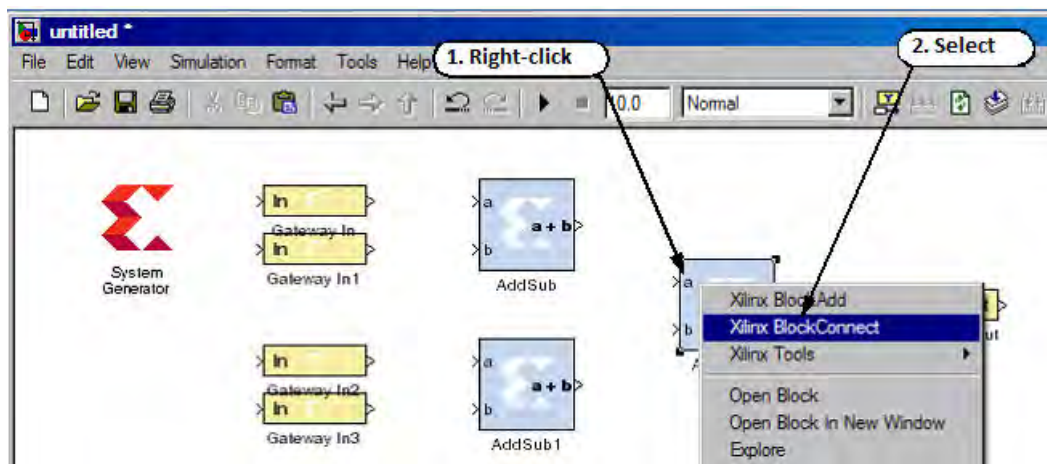 untitled *
File Edit View Simulation Format Tools Help
1. Right-click
2. Select
10.0 Normal
System
Generator
In
Gateway In
In
Gateway In1
a
b
a + b
AddSub
In
Gateway In2
In
Gateway In3
a
b
a + b
AddSub1
a
b
Xilinx BlockAdd
Xilinx BlockConnect
Xilinx Tools
Open Block
Open Block In New Window
Explore